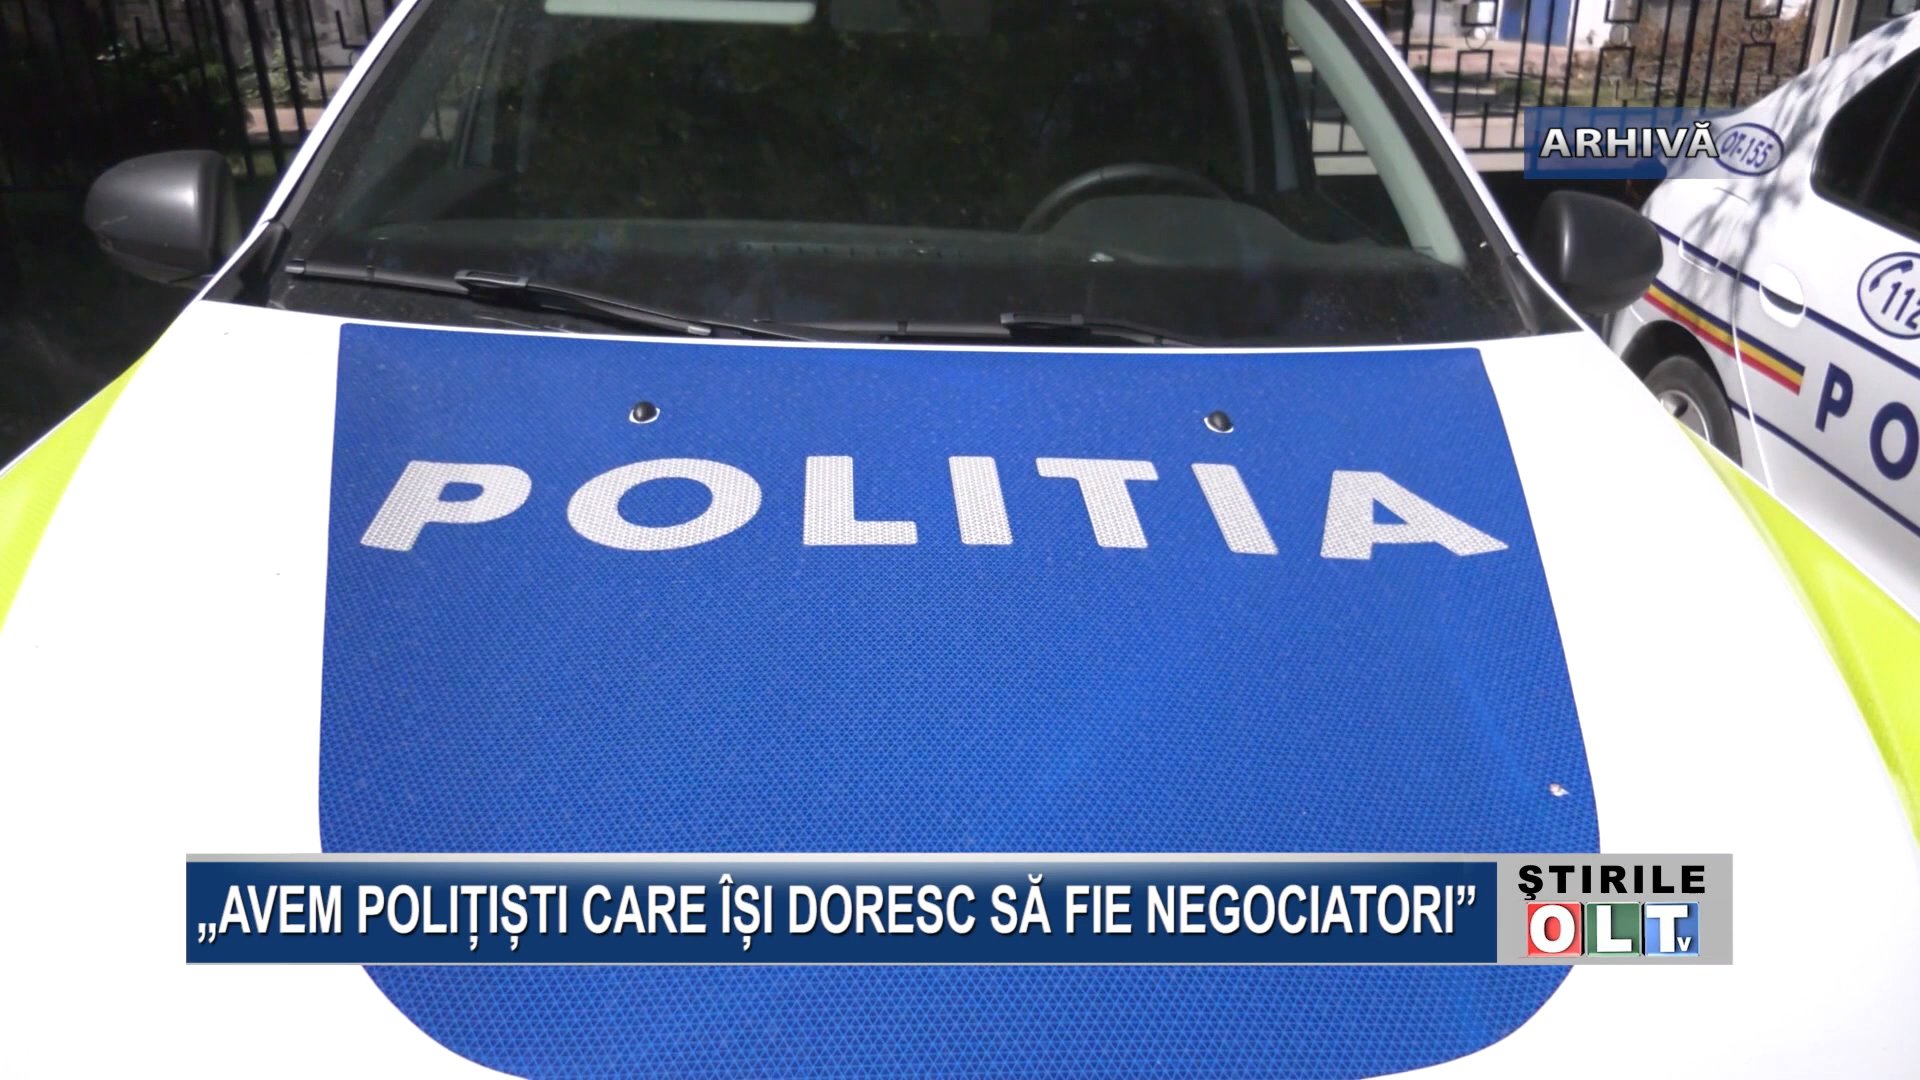 ARHIVĂ
OT-155
112
PO
POLITIA
„AVEM POLIȚIȘTI CARE ÎȘI DORESC SĂ FIE NEGOCIATORI”
ŞTIRILE
OLTv